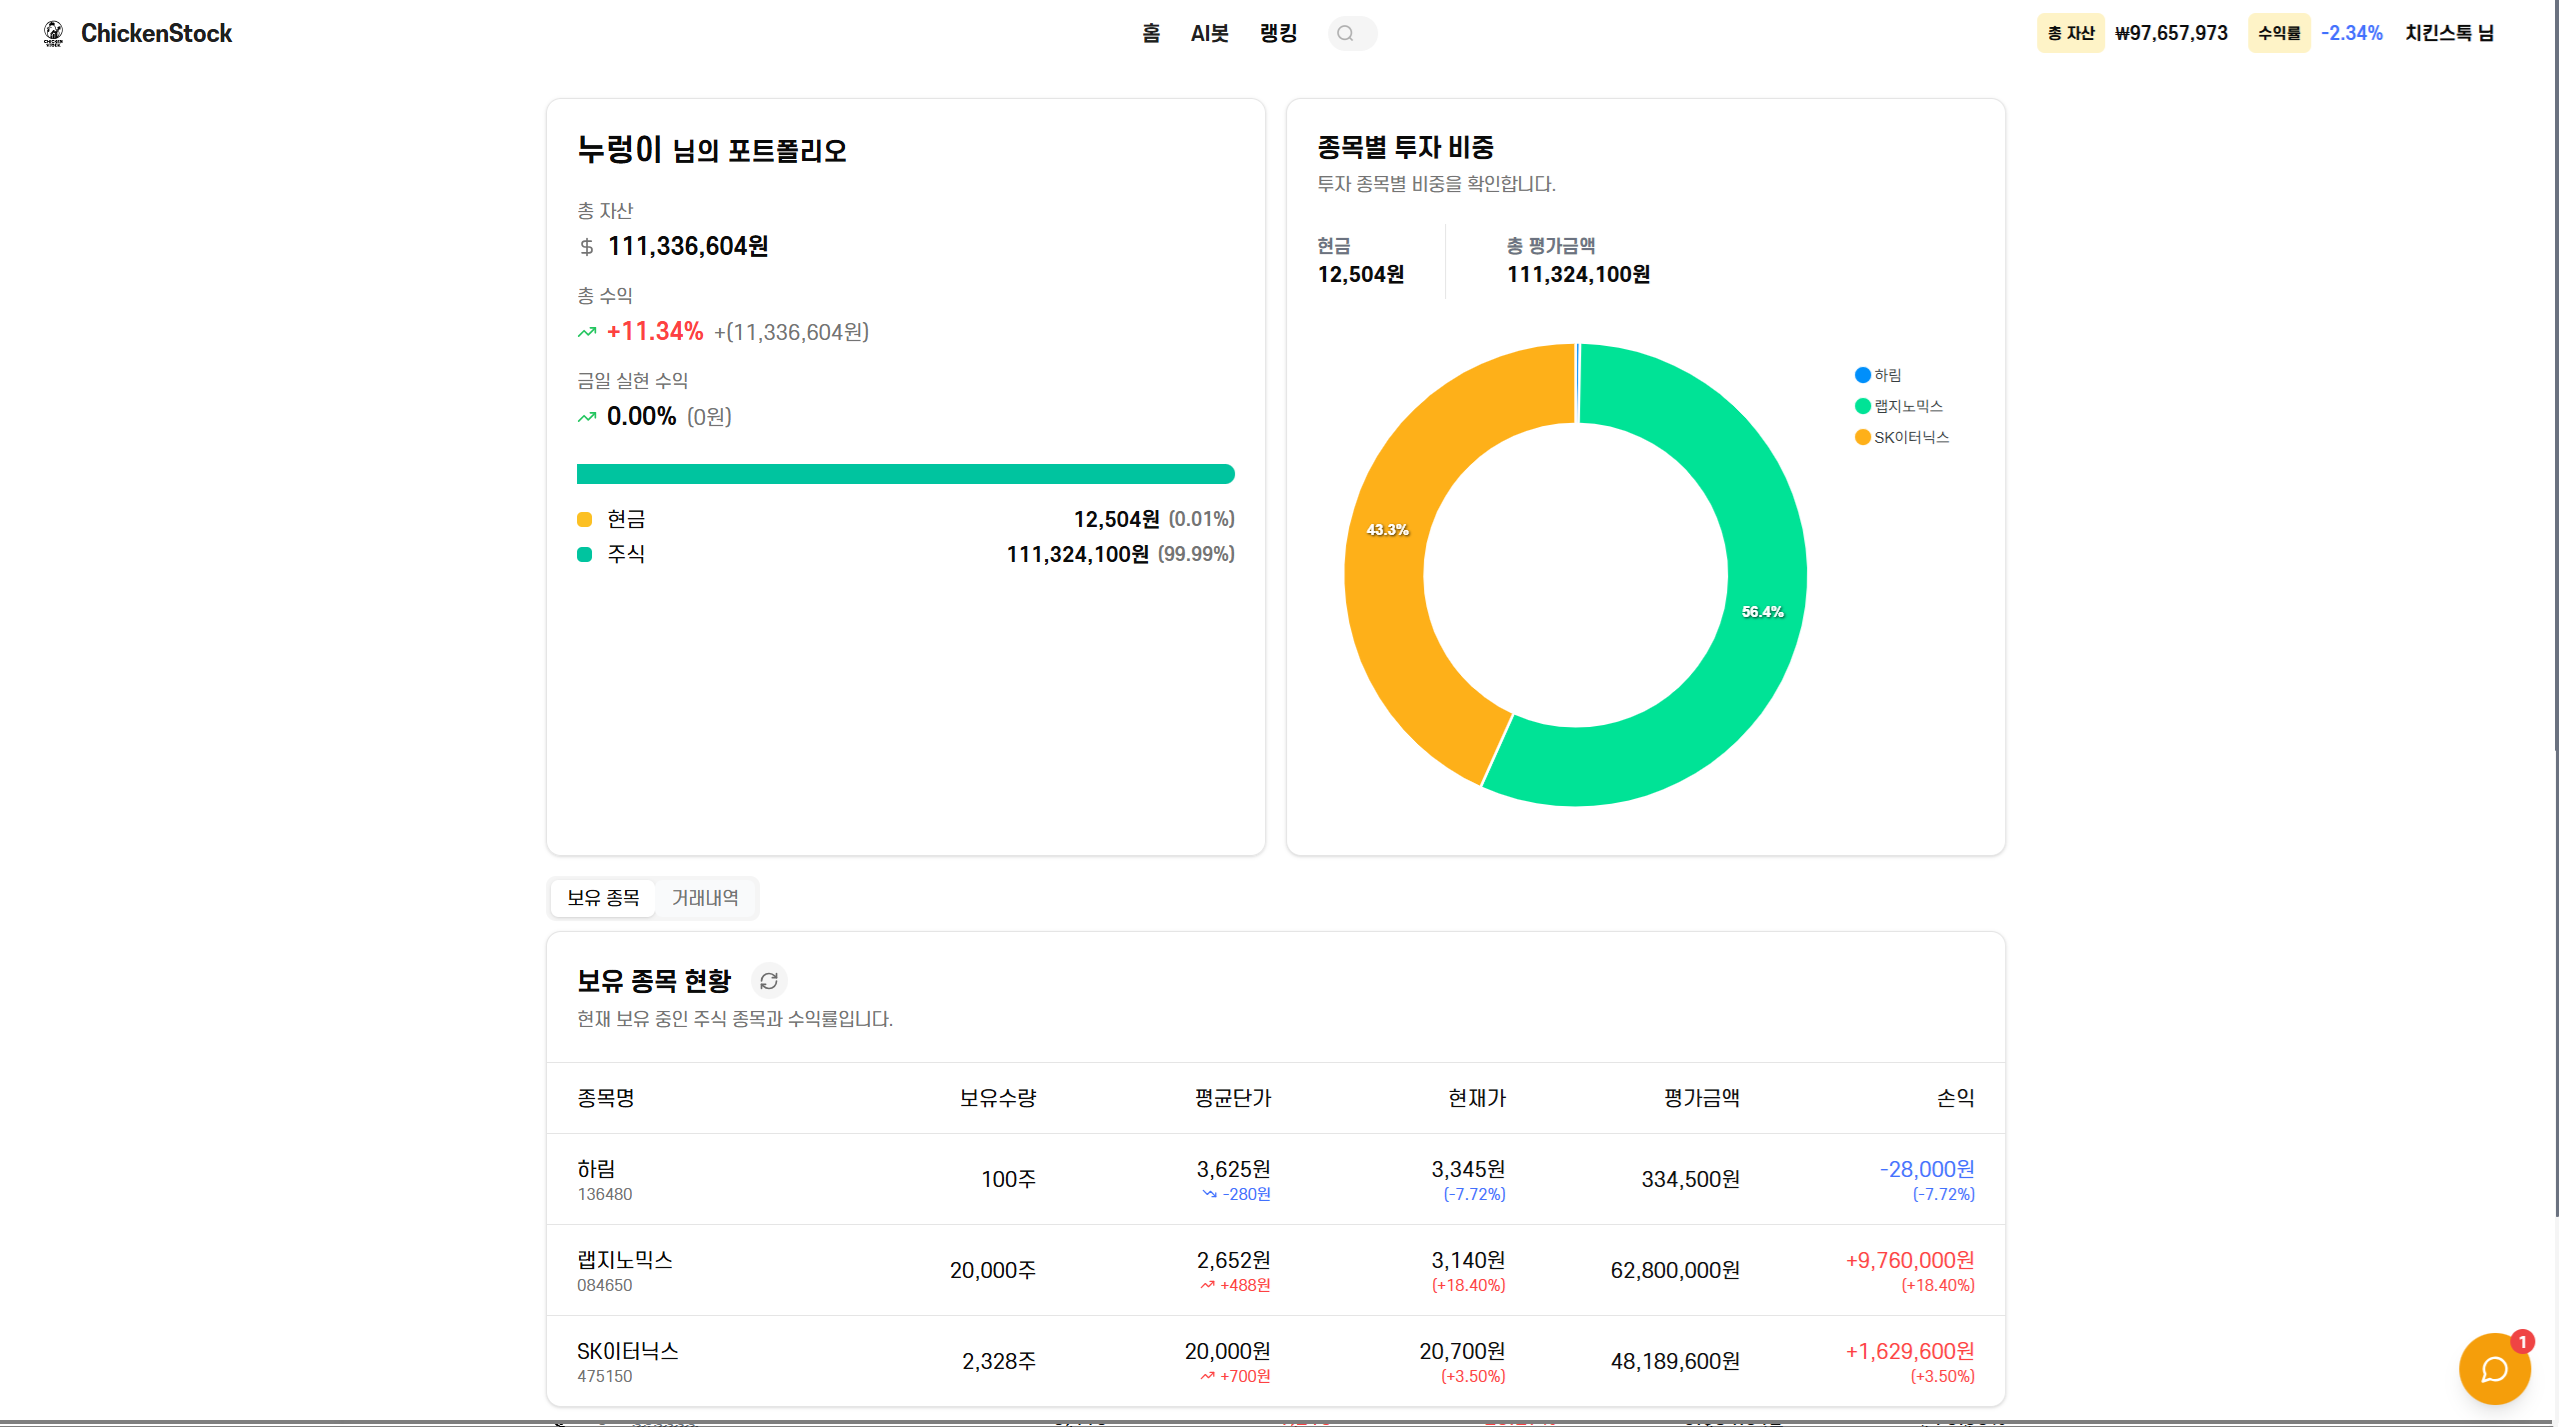 ChickenStock
홈 AI봇 랭킹
총 자산 ₩97,657,973 수익률 -2.34% 치킨스톡 님
누렁이 님의 포트폴리오
총 자산
$ 111,336,604원
총 수익
+11.34% +(11,336,604원)
금일 실현 수익
0.00% (0원)
현금 12,504원 (0.01%)
주식 111,324,100원 (99.99%)
종목별 투자 비중
투자 종목별 비중을 확인합니다.
현금 총 평가금액
12,504원 111,324,100원
하림
랩지노믹스
SK이터닉스
43.3%
56.4%
보유 종목 거래내역
보유 종목 현황
현재 보유 중인 주식 종목과 수익률입니다.
종목명 보유수량 평균단가 현재가 평가금액 손익
하림 100주 3,625원 3,345원 334,500원 -28,000원
136480 -280원 (-7.72%) (-7.72%)
랩지노믹스 20,000주 2,652원 3,140원 62,800,000원 +9,760,000원
084650 +488원 (+18.40%) (+18.40%)
SK이터닉스 2,328주 20,000원 20,700원 48,189,600원 +1,629,600원
475150 +700원 (+3.50%) (+3.50%)
1